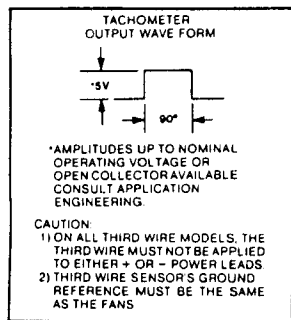 TACHOMETER
OUTPUT WAVE FORM
*5V
90°
*AMPLITUDES UP TO NOMINAL
OPERATING VOLTAGE OR
OPEN COLLECTOR AVAILABLE
CONSULT APPLICATION
ENGINEERING.
CAUTION:
1) ON ALL THIRD WIRE MODELS, THE
THIRD WIRE MUST NOT BE APPLIED
TO EITHER + OR - POWER LEADS.
2) THIRD WIRE SENSOR'S GROUND
REFERENCE MUST BE THE SAME
AS THE FANS